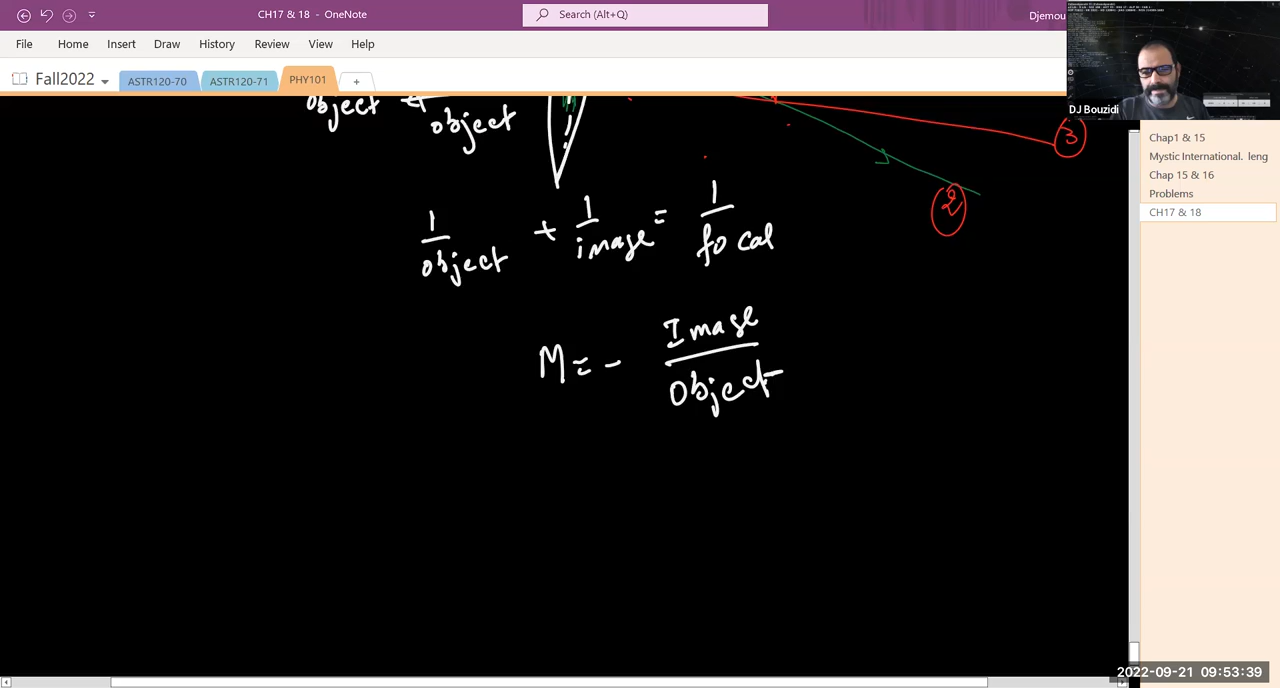 CH17 & 18 - OneNote
Search (Alt+Q)
Djemou
File Home Insert Draw History Review View Help
Fall2022 ASTR120-70 ASTR120-71 PHY101 +
DJ Bouzidi
Chap1 & 15
Mystic International. leng
Chap 15 & 16
Problems
CH17 & 18
object
object
3
2
1/object + 1/image = 1/focal
M = - Image/Object
2022-09-21 09:53:39